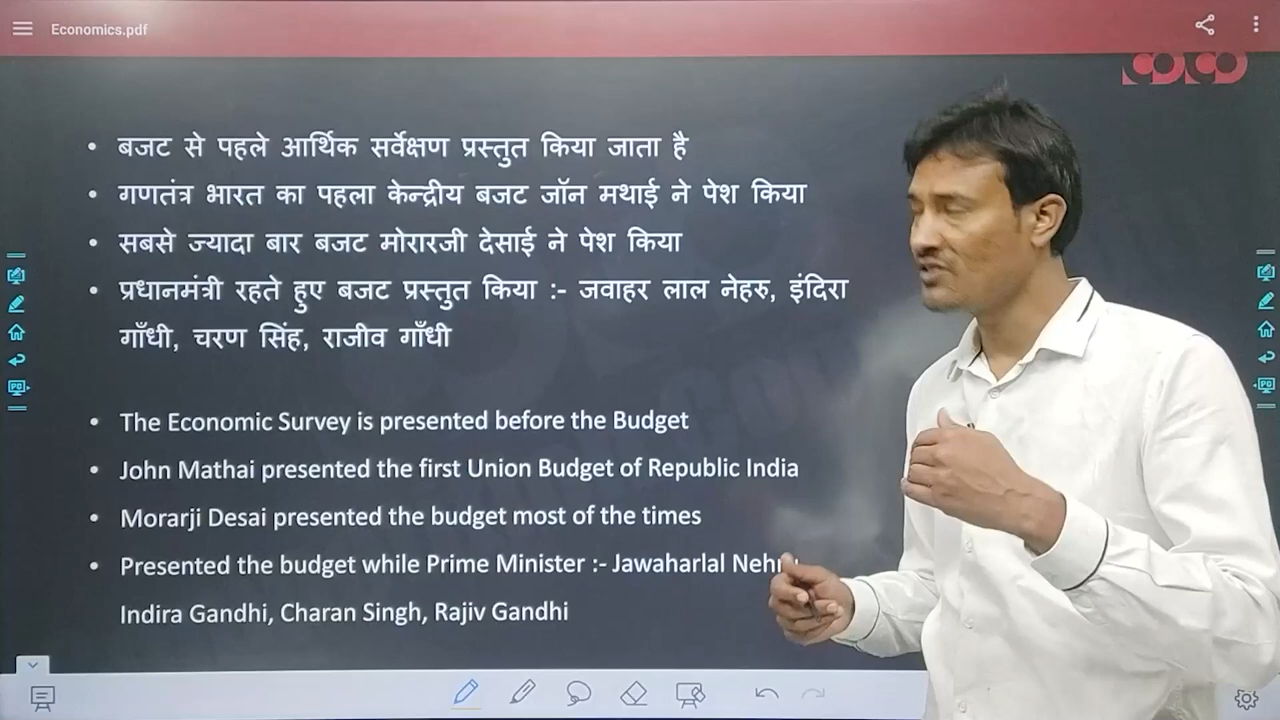 Economics.pdf
• बजट से पहले आर्थिक सर्वेक्षण प्रस्तुत किया जाता है
• गणतंत्र भारत का पहला केन्द्रीय बजट जॉन मथाई ने पेश किया
• सबसे ज्यादा बार बजट मोरारजी देसाई ने पेश किया
• प्रधानमंत्री रहते हुए बजट प्रस्तुत किया :- जवाहर लाल नेहरु, इंदिरा
गाँधी, चरण सिंह, राजीव गाँधी
• The Economic Survey is presented before the Budget
• John Mathai presented the first Union Budget of Republic India
• Morarji Desai presented the budget most of the times
• Presented the budget while Prime Minister :- Jawaharlal
Indira Gandhi, Charan Singh, Rajiv Gandhi